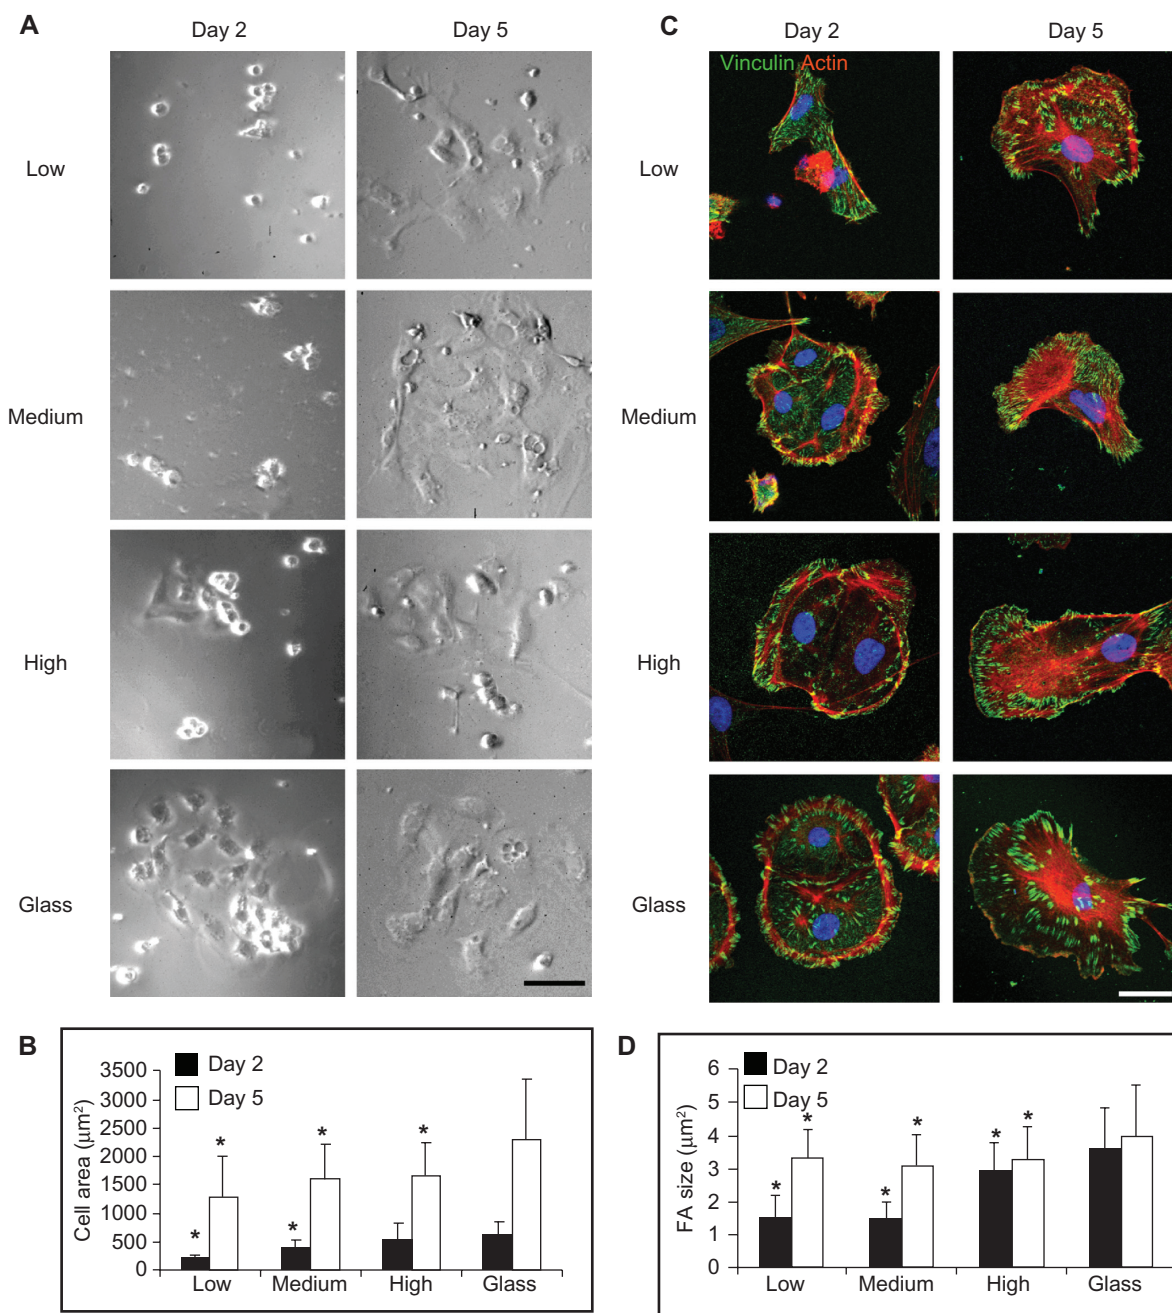 A
Day 2
Day 5
Low
Medium
High
Glass
B
Day 2
Day 5
Cell area (μm²)
3500
3000
2500
2000
1500
1000
500
0
*
*
*
*
*
Low
Medium
High
Glass
C
Day 2
Day 5
Vinculin Actin
Low
Medium
High
Glass
D
Day 2
Day 5
FA size (μm²)
6
5
4
3
2
1
0
*
*
*
*
*
*
Low
Medium
High
Glass